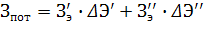 З_пот = З′_э · ΔЭ′ + З″_э · ΔЭ″